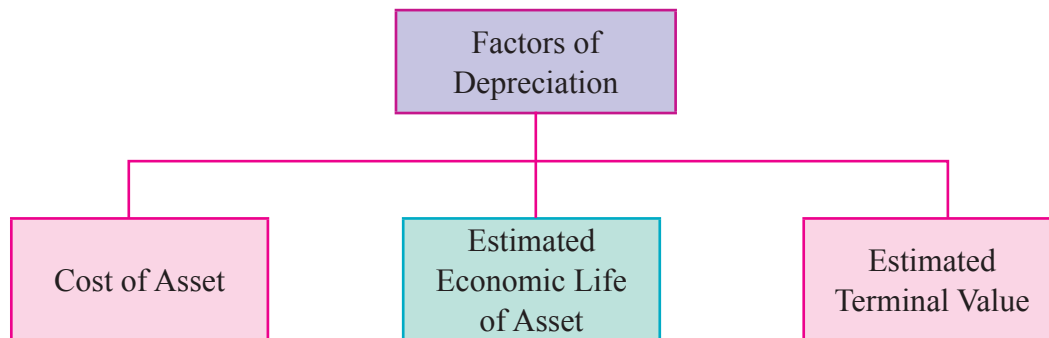 Factors of
Depreciation
Cost of Asset
Estimated
Economic Life
of Asset
Estimated
Terminal Value